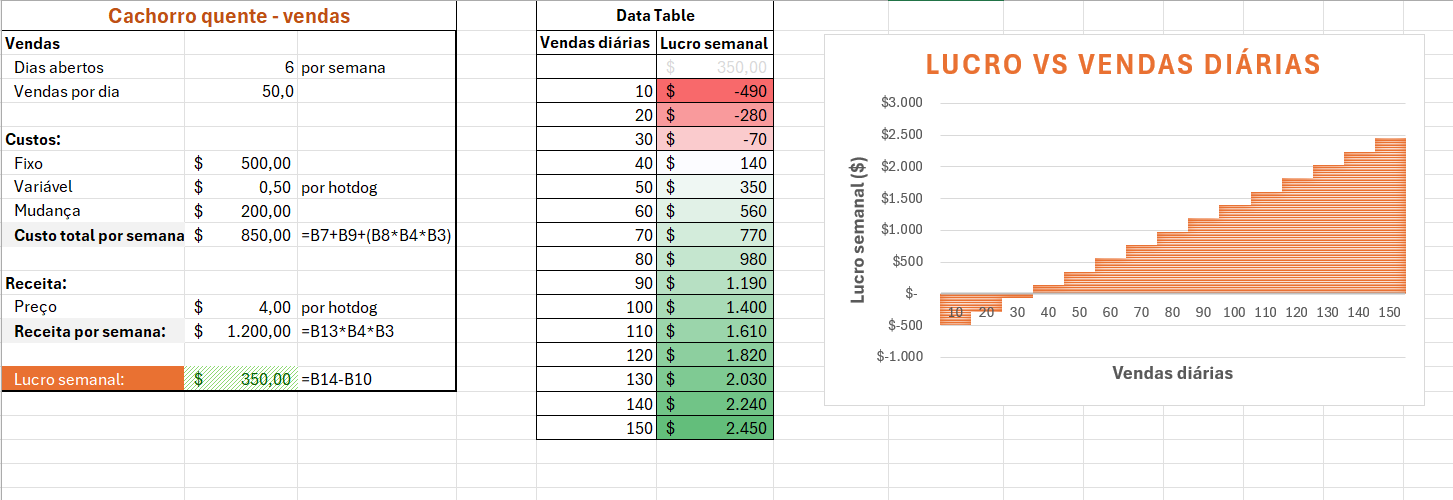 Cachorro quente - vendas
Vendas
Dias abertos 6 por semana
Vendas por dia 50,0
Custos:
Fixo $ 500,00
Variável $ 0,50 por hotdog
Mudança $ 200,00
Custo total por semana $ 850,00 =B7+B9+(B8*B4*B3)
Receita:
Preço $ 4,00 por hotdog
Receita por semana: $ 1.200,00 =B13*B4*B3
Lucro semanal: $ 350,00 =B14-B10
Data Table
Vendas diárias Lucro semanal
$ 350,00
10 $ -490
20 $ -280
30 $ -70
40 $ 140
50 $ 350
60 $ 560
70 $ 770
80 $ 980
90 $ 1.190
100 $ 1.400
110 $ 1.610
120 $ 1.820
130 $ 2.030
140 $ 2.240
150 $ 2.450
LUCRO VS VENDAS DIÁRIAS
Lucro semanal ($)
$3.000
$2.500
$2.000
$1.500
$1.000
$500
$-
$-500
$-1.000
10 20 30 40 50 60 70 80 90 100 110 120 130 140 150
Vendas diárias